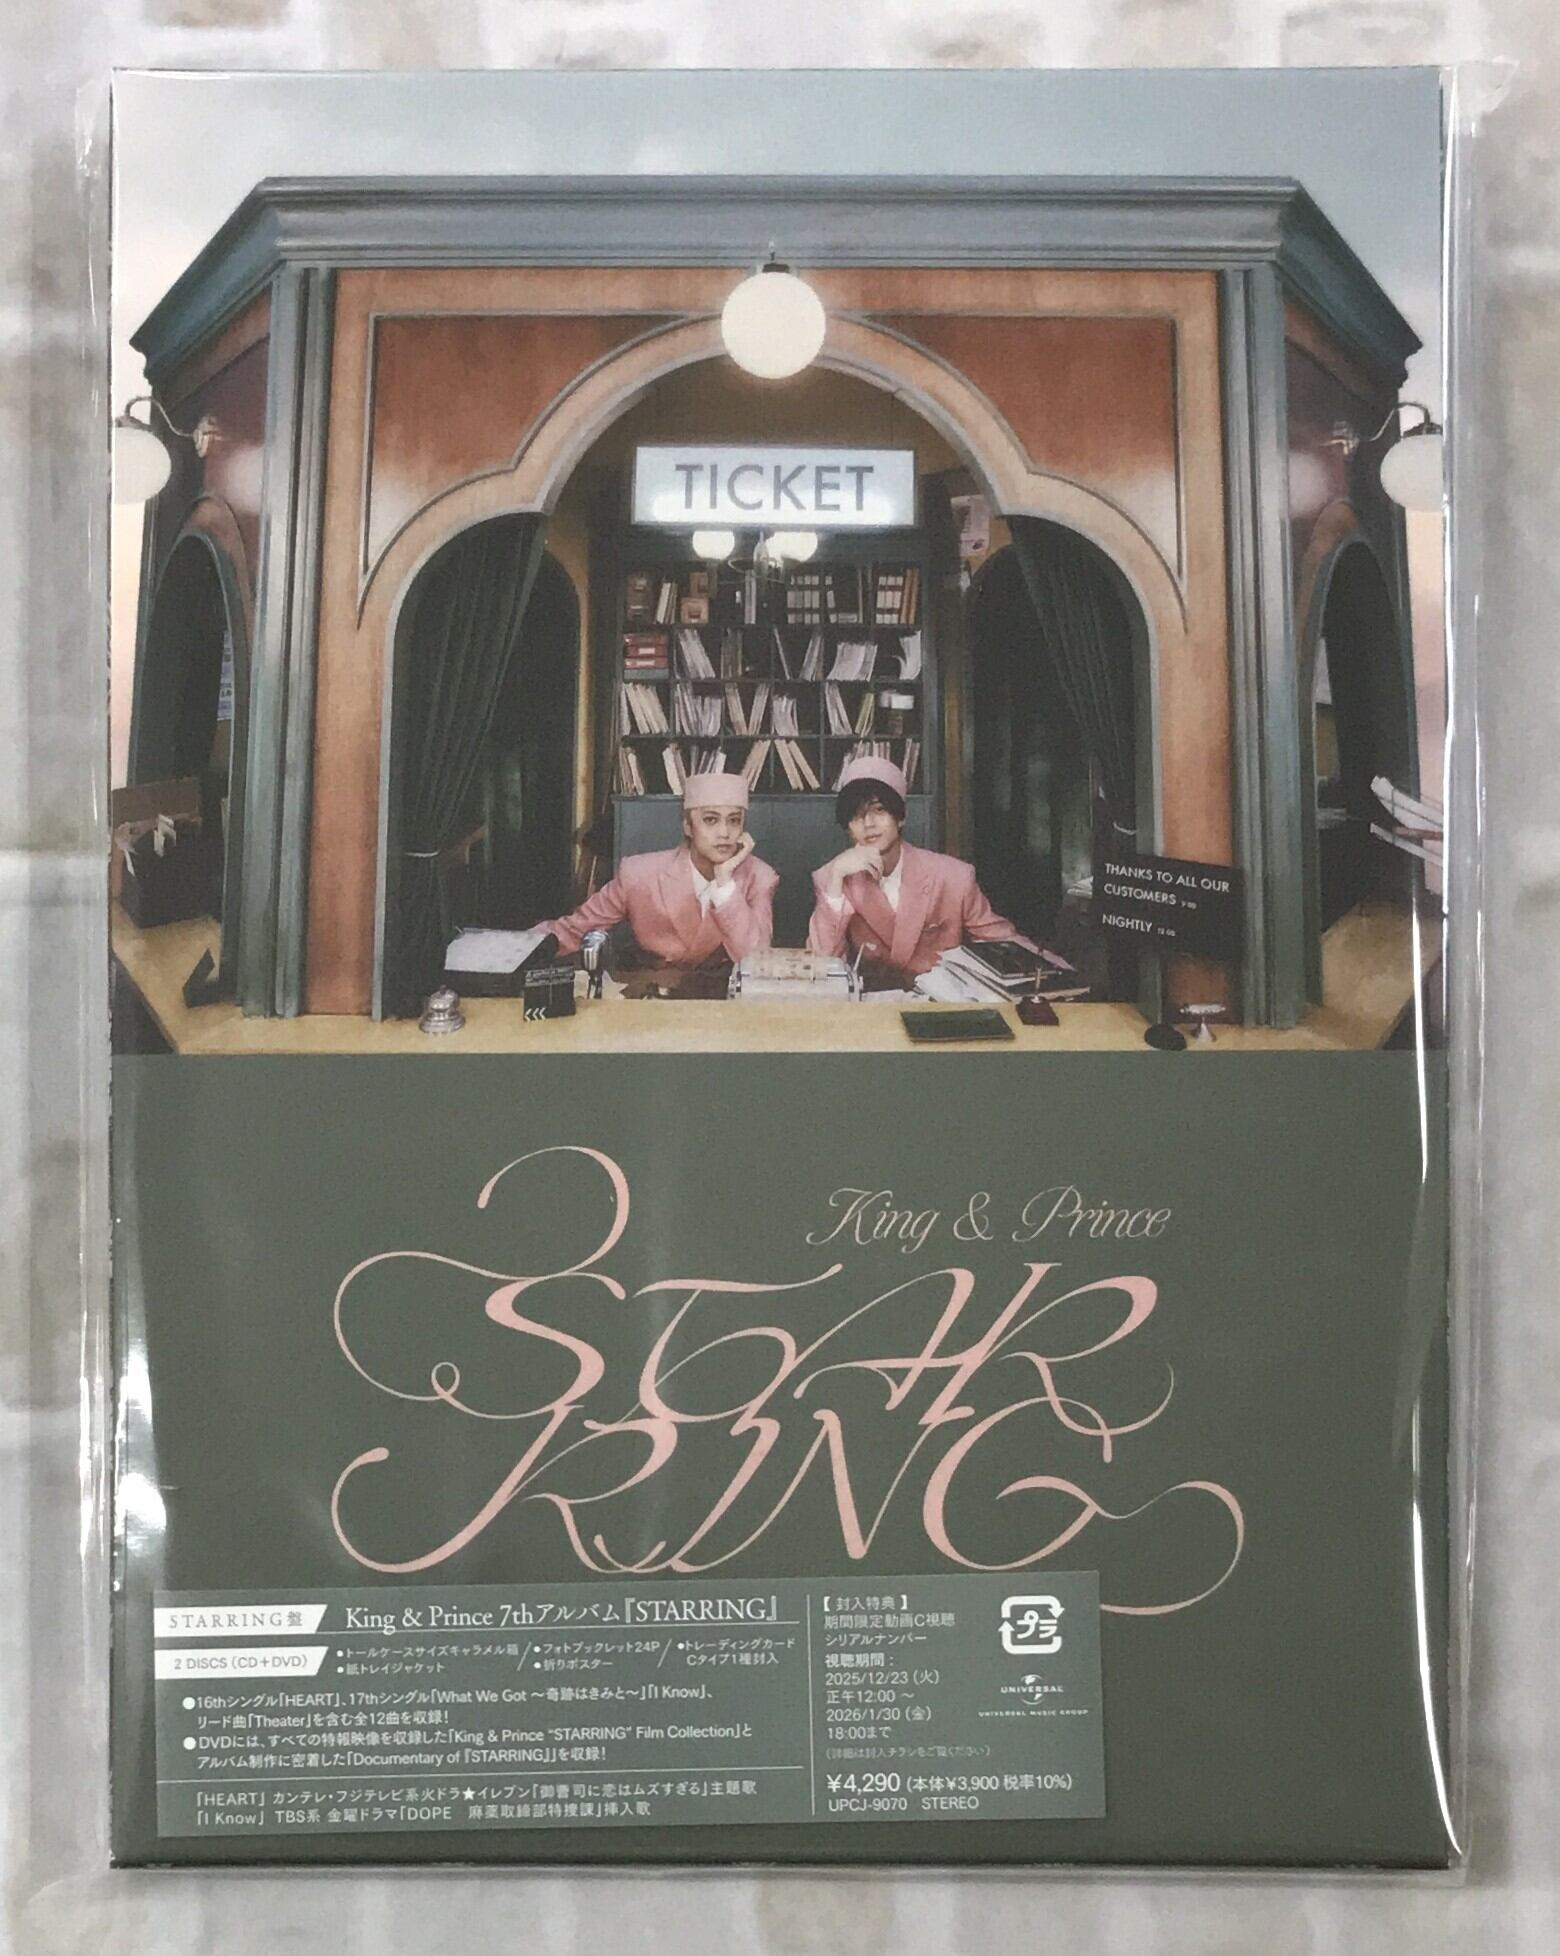 TICKET
THANKS TO ALL OUR
CUSTOMERS
NIGHTLY
King & Prince
STAR
RING
STARRING盤
King & Prince 7thアルバム『STARRING』
2 DISCS (CD+DVD)
●トールケースサイズキャラメル箱
●紙トレイジャケット
●フォトブックレット24P
●折りポスター
●トレーディングカード
Cタイプ1種封入
●16thシングル「HEART」、17thシングル「What We Got ～奇跡はきみと～」「I Know」、
リード曲「Theater」を含む全12曲を収録！
●DVDには、すべての特報映像を収録した「King & Prince “STARRING” Film Collection」と
アルバム制作に密着した「Documentary of『STARRING』」を収録！
「HEART」 カンテレ・フジテレビ系火ドラ★イレブン「御曹司に恋はムズすぎる」主題歌
「I Know」 TBS系 金曜ドラマ「DOPE 麻薬取締部特捜課」挿入歌
【 封入特典 】
期間限定動画C視聴
シリアルナンバー
視聴期間：
2025/12/23 (火)
正午12:00 ～
2026/1/30 (金)
18:00まで
(詳細は封入チラシをご覧ください)
¥4,290 (本体¥3,900 税率10%)
UPCJ-9070 STEREO
プラ
UNIVERSAL
UNIVERSAL MUSIC GROUP